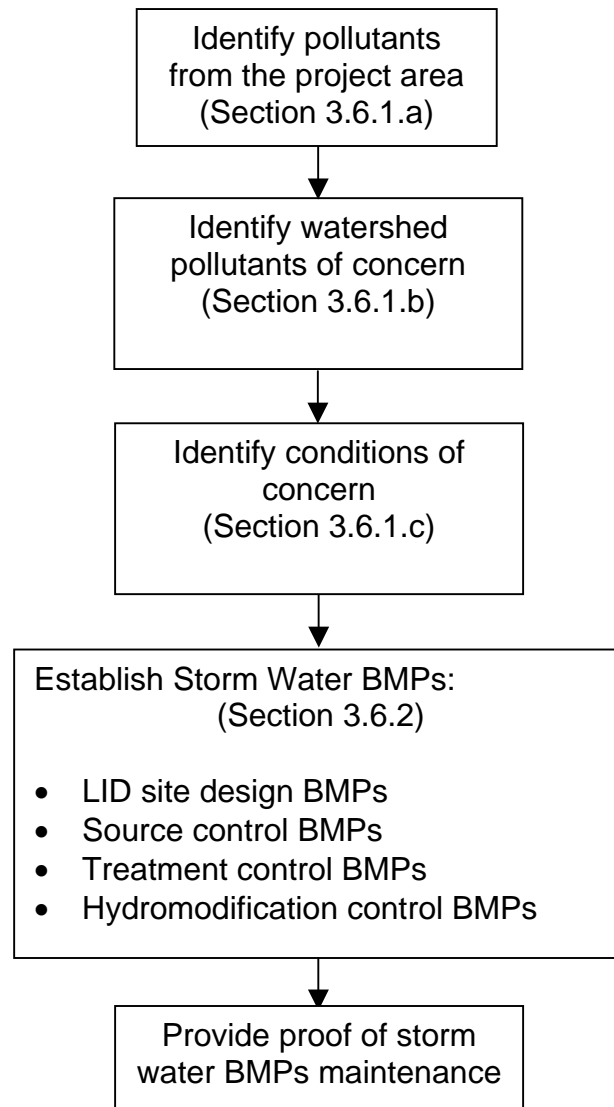 Identify pollutants
from the project area
(Section 3.6.1.a)
Identify watershed
pollutants of concern
(Section 3.6.1.b)
Identify conditions of
concern
(Section 3.6.1.c)
Establish Storm Water BMPs:
(Section 3.6.2)
• LID site design BMPs
• Source control BMPs
• Treatment control BMPs
• Hydromodification control BMPs
Provide proof of storm
water BMPs maintenance